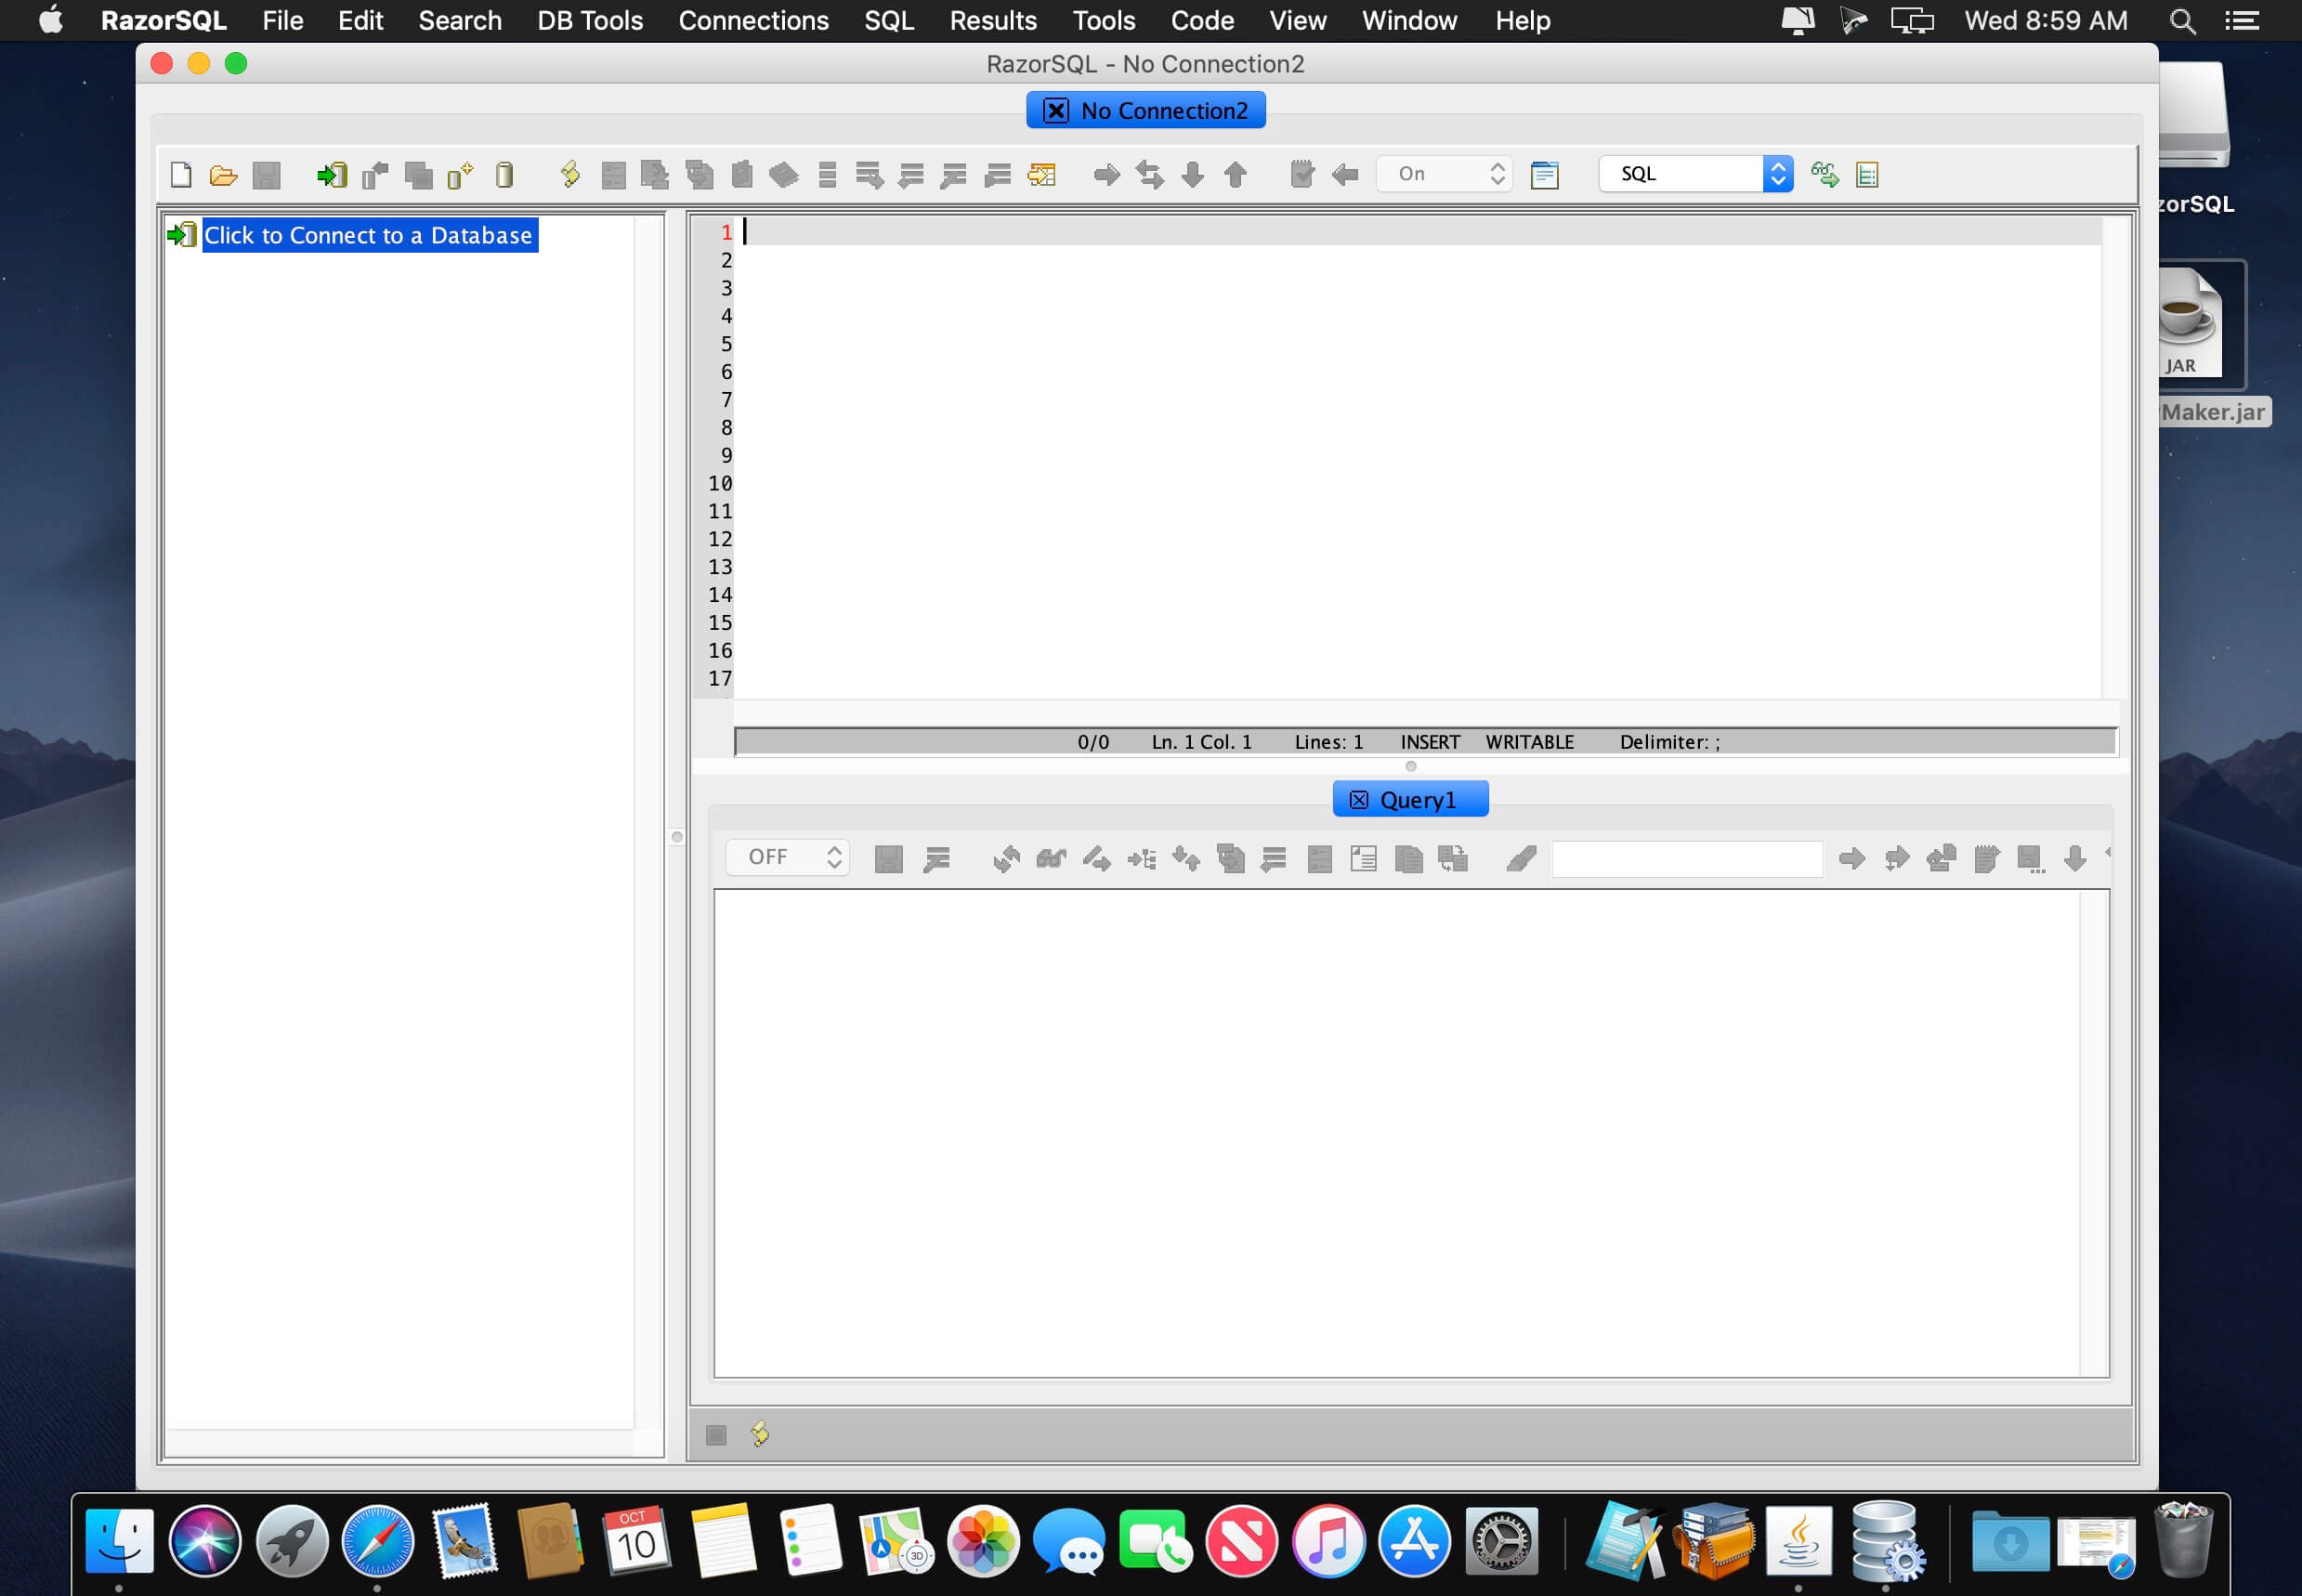 RazorSQL File Edit Search DB Tools Connections SQL Results Tools Code View Window Help Wed 8:59 AM
RazorSQL - No Connection2
No Connection2
On SQL
zorSQL
Click to Connect to a Database
1
2
3
4
5
6
7
8
9
10
11
12
13
14
15
16
17
JAR
Maker.jar
0/0 Ln. 1 Col. 1 Lines: 1 INSERT WRITABLE Delimiter: ;
Query1
OFF
OCT
10
3D